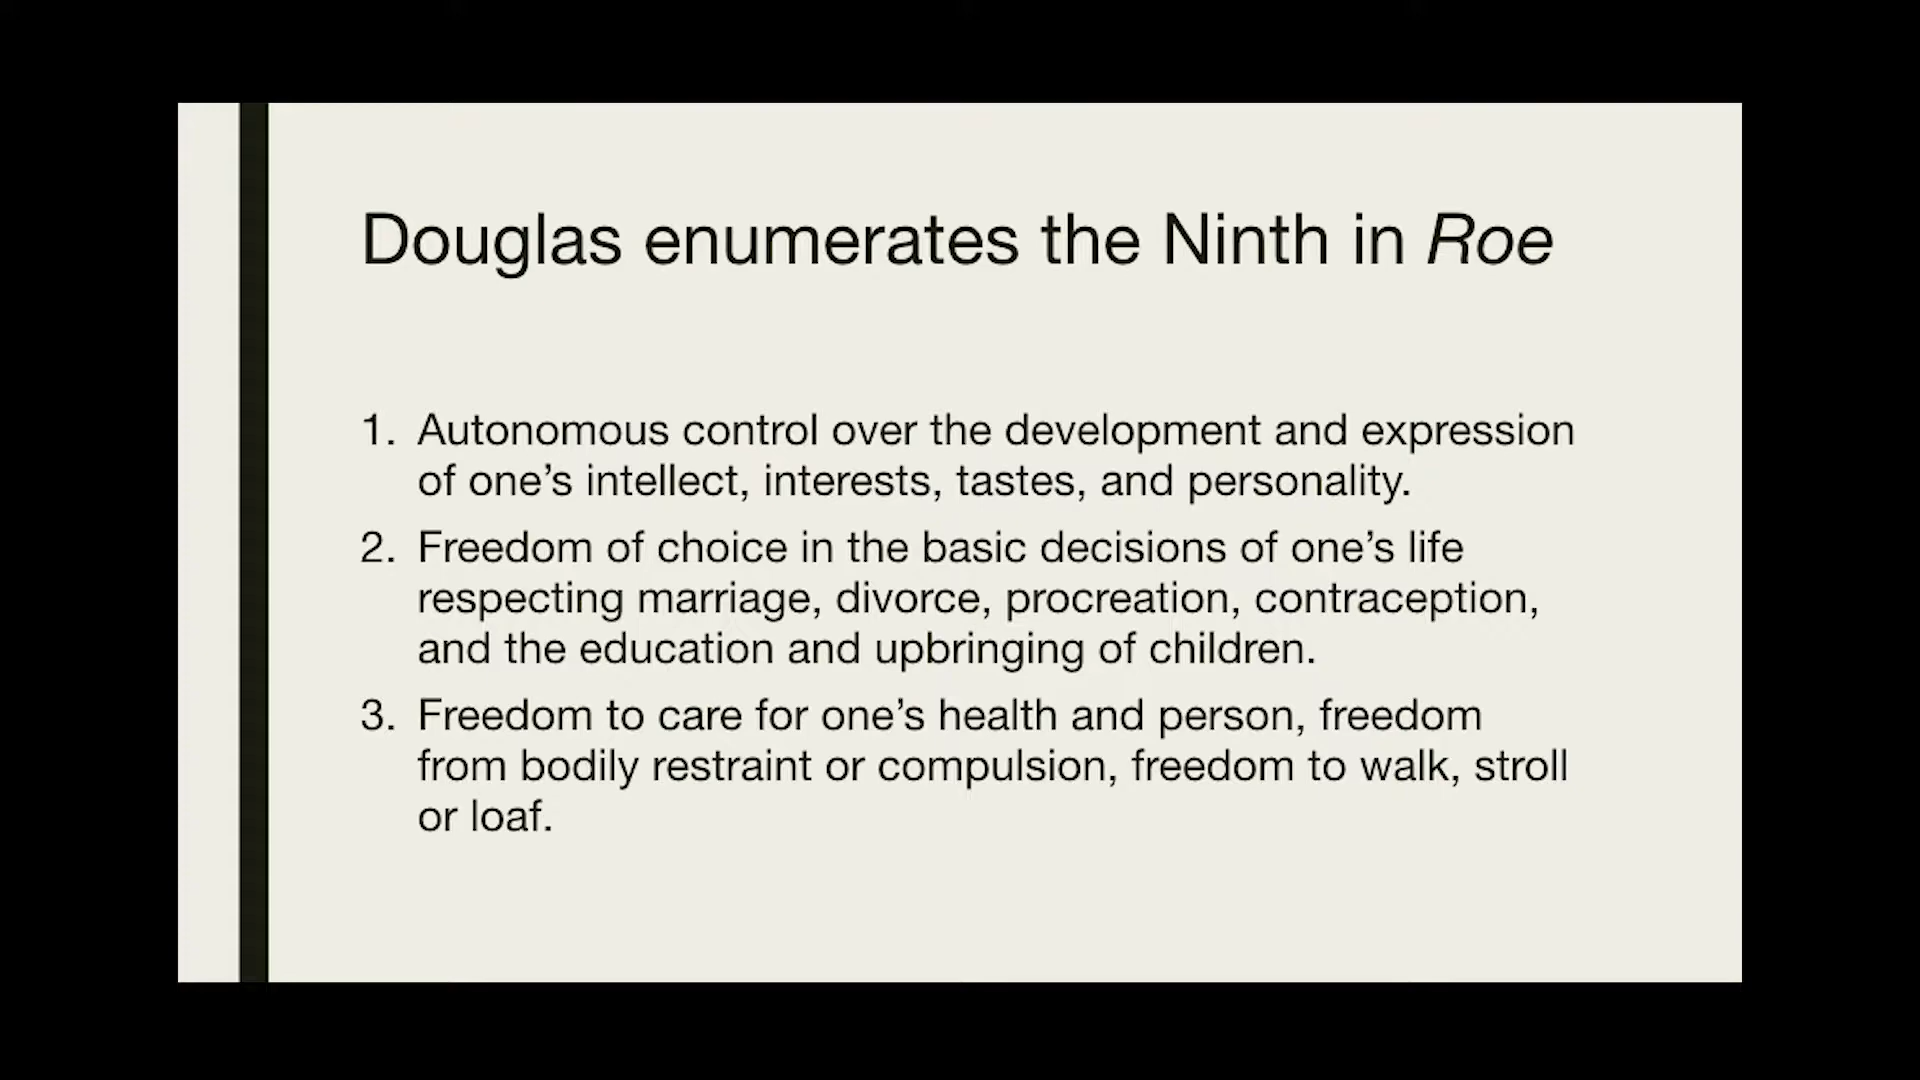 Douglas enumerates the Ninth in Roe
1. Autonomous control over the development and expression
of one’s intellect, interests, tastes, and personality.
2. Freedom of choice in the basic decisions of one’s life
respecting marriage, divorce, procreation, contraception,
and the education and upbringing of children.
3. Freedom to care for one’s health and person, freedom
from bodily restraint or compulsion, freedom to walk, stroll
or loaf.